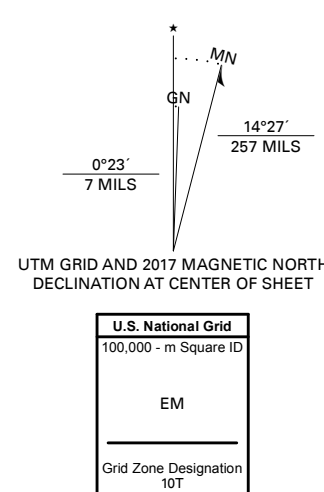 ★
MN
GN
14°27´
257 MILS
0°23´
7 MILS
UTM GRID AND 2017 MAGNETIC NORTH
DECLINATION AT CENTER OF SHEET
U.S. National Grid
100,000 - m Square ID
EM
Grid Zone Designation
10T